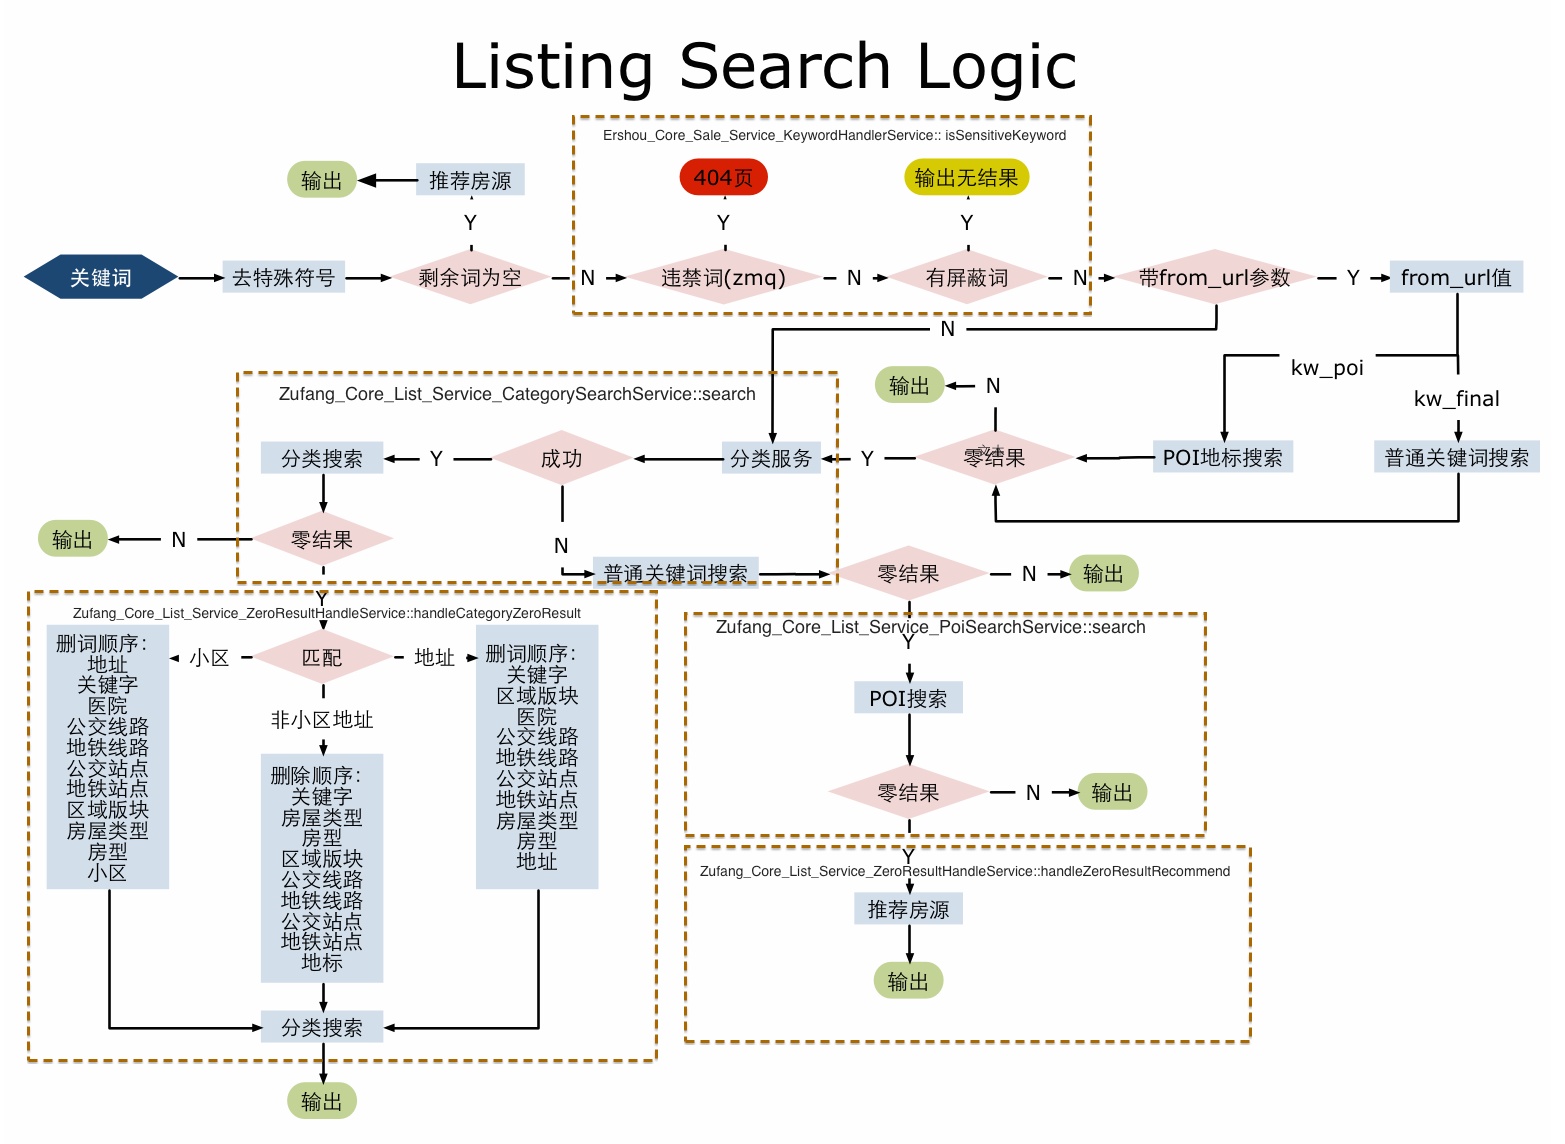 Listing Search Logic
Ershou_Core_Sale_Service_KeywordHandlerService:: isSensitiveKeyword
输出
推荐房源
404页
输出无结果
Y
Y
Y
关键词
去特殊符号
剩余词为空
N
违禁词(zmq)
N
有屏蔽词
N
带from_url参数
Y
from_url值
N
kw_poi
kw_final
Zufang_Core_List_Service_CategorySearchService::search
输出
N
分类搜索
Y
成功
分类服务
Y
零结果
POI地标搜索
普通关键词搜索
输出
N
零结果
N
普通关键词搜索
零结果
N
输出
Y
Zufang_Core_List_Service_ZeroResultHandleService::handleCategoryZeroResult
删词顺序:
地址
关键字
医院
公交线路
地铁线路
公交站点
地铁站点
区域版块
房屋类型
房型
小区
小区
匹配
地址
删词顺序:
关键字
区域版块
医院
公交线路
地铁线路
公交站点
地铁站点
房屋类型
房型
地址
非小区地址
删除顺序:
关键字
房屋类型
房型
区域版块
公交线路
地铁线路
公交站点
地铁站点
地标
分类搜索
输出
Zufang_Core_List_Service_PoiSearchService::search
Y
POI搜索
零结果
N
输出
Y
Zufang_Core_List_Service_ZeroResultHandleService::handleZeroResultRecommend
推荐房源
输出